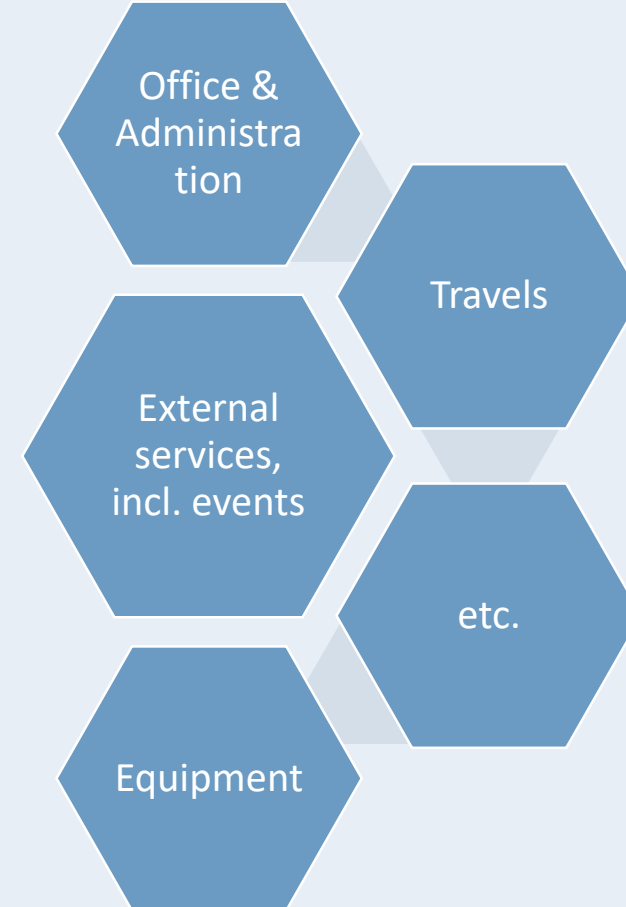 Office &
Administra
tion
Travels
External
services,
incl. events
etc.
Equipment